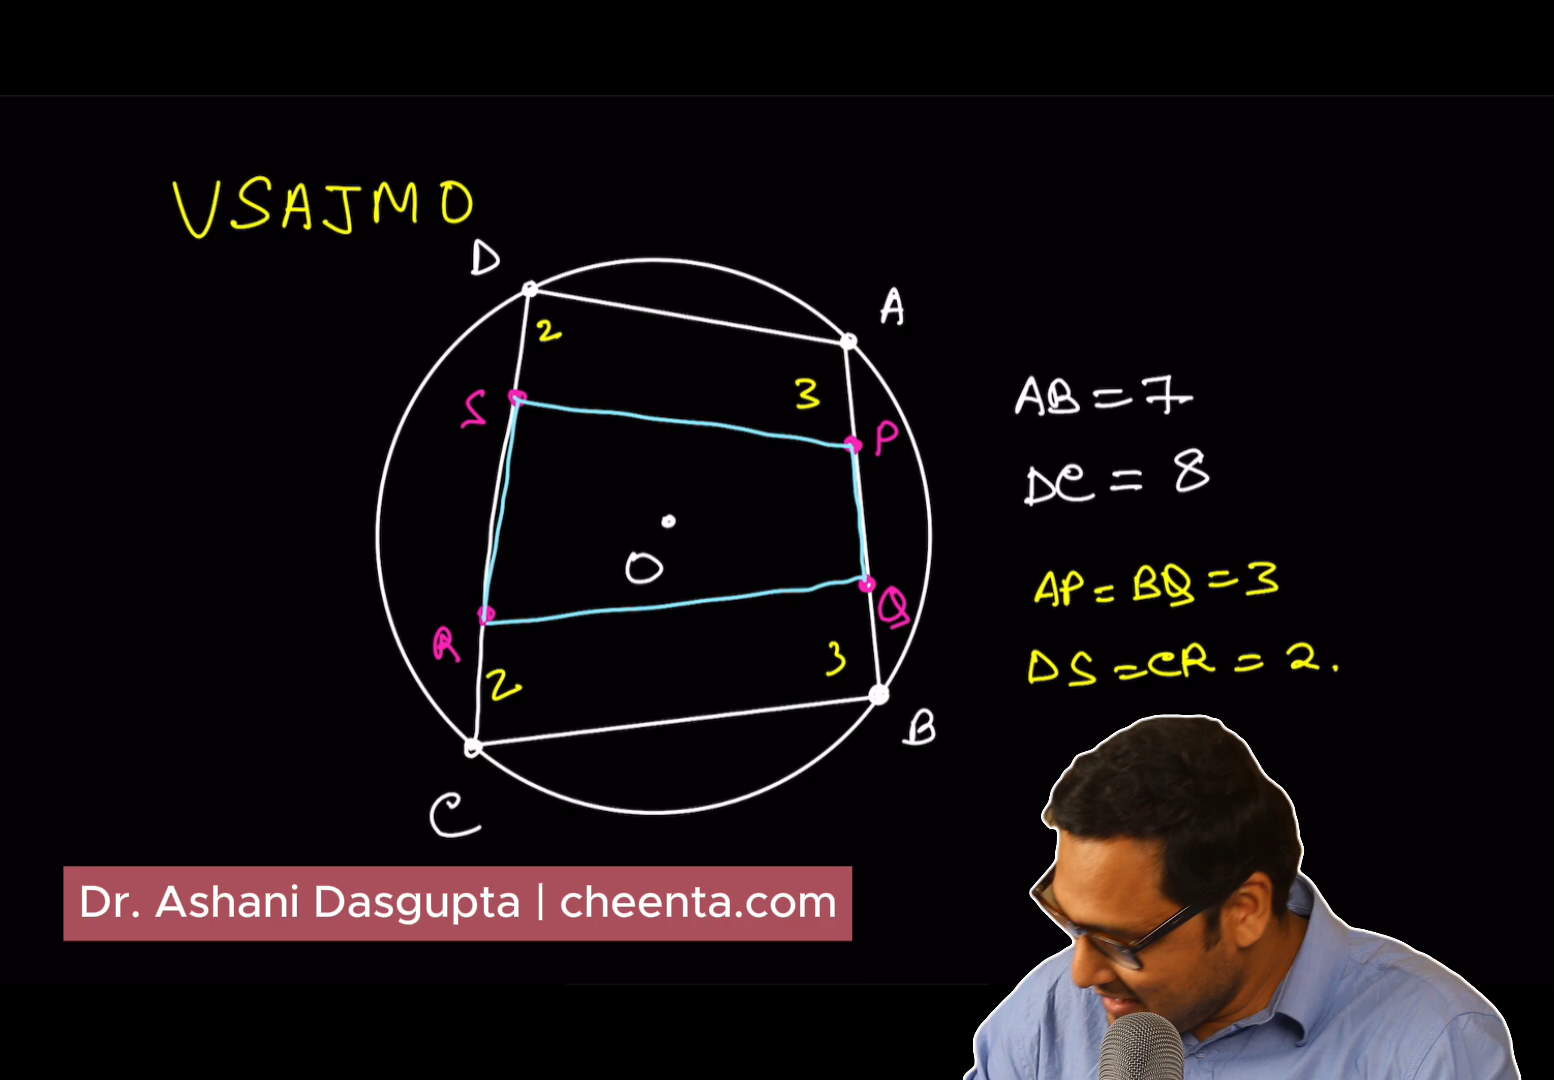 VSAJMO
D
A
2
3
S
P
O
R
Q
2
3
B
C
AB = 7
DC = 8
AP = BQ = 3
DS = CR = 2.
Dr. Ashani Dasgupta | cheenta.com